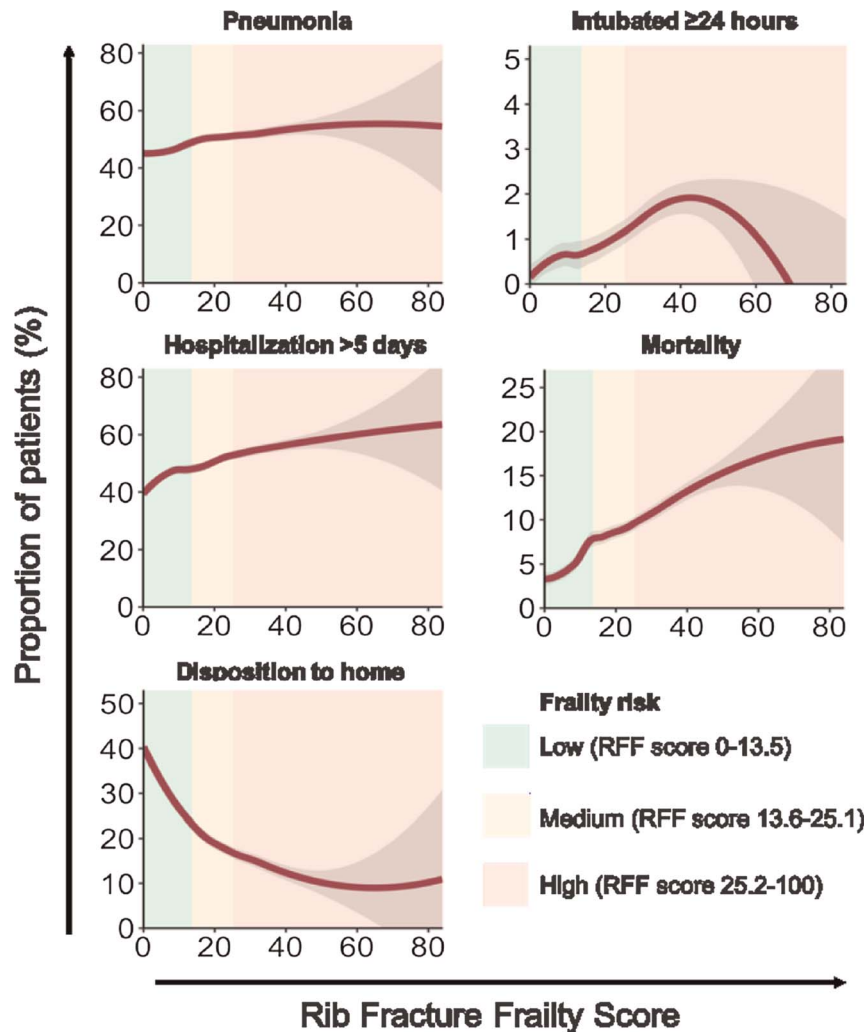 Proportion of patients (%)
Pneumonia
80
60
40
20
0
0 20 40 60 80
Intubated ≥24 hours
5
4
3
2
1
0
0 20 40 60 80
Hospitalization >5 days
80
60
40
20
0
0 20 40 60 80
Mortality
25
20
15
10
5
0
0 20 40 60 80
Disposition to home
50
40
30
20
10
0
0 20 40 60 80
Frailty risk
Low (RFF score 0-13.5)
Medium (RFF score 13.6-25.1)
High (RFF score 25.2-100)
Rib Fracture Frailty Score